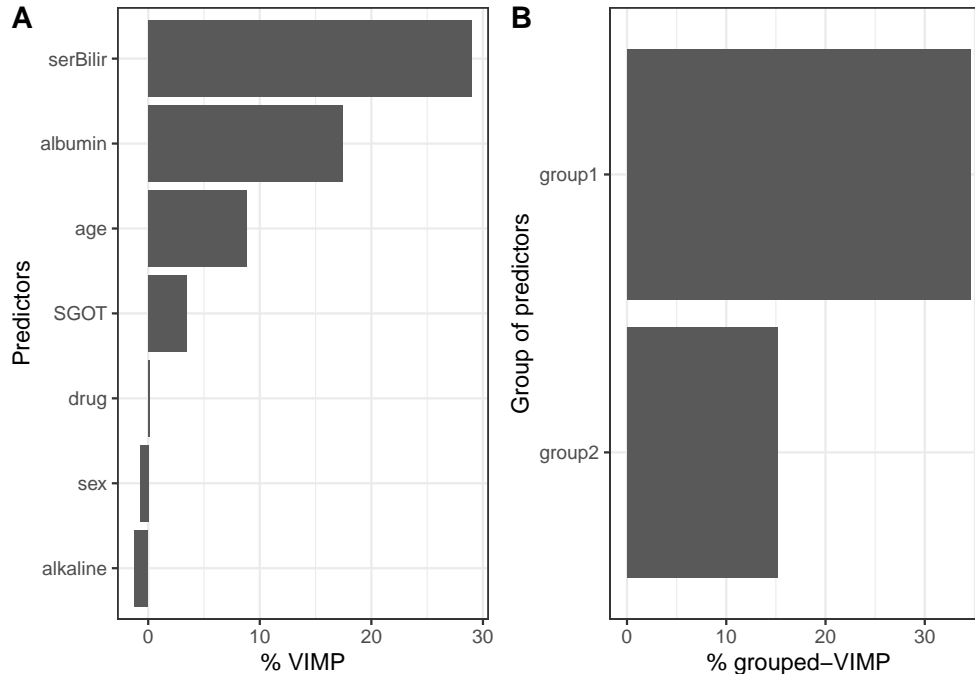 A
Predictors
serBilir
albumin
age
SGOT
drug
sex
alkaline
0 10 20 30
% VIMP
B
Group of predictors
group1
group2
0 10 20 30
% grouped−VIMP